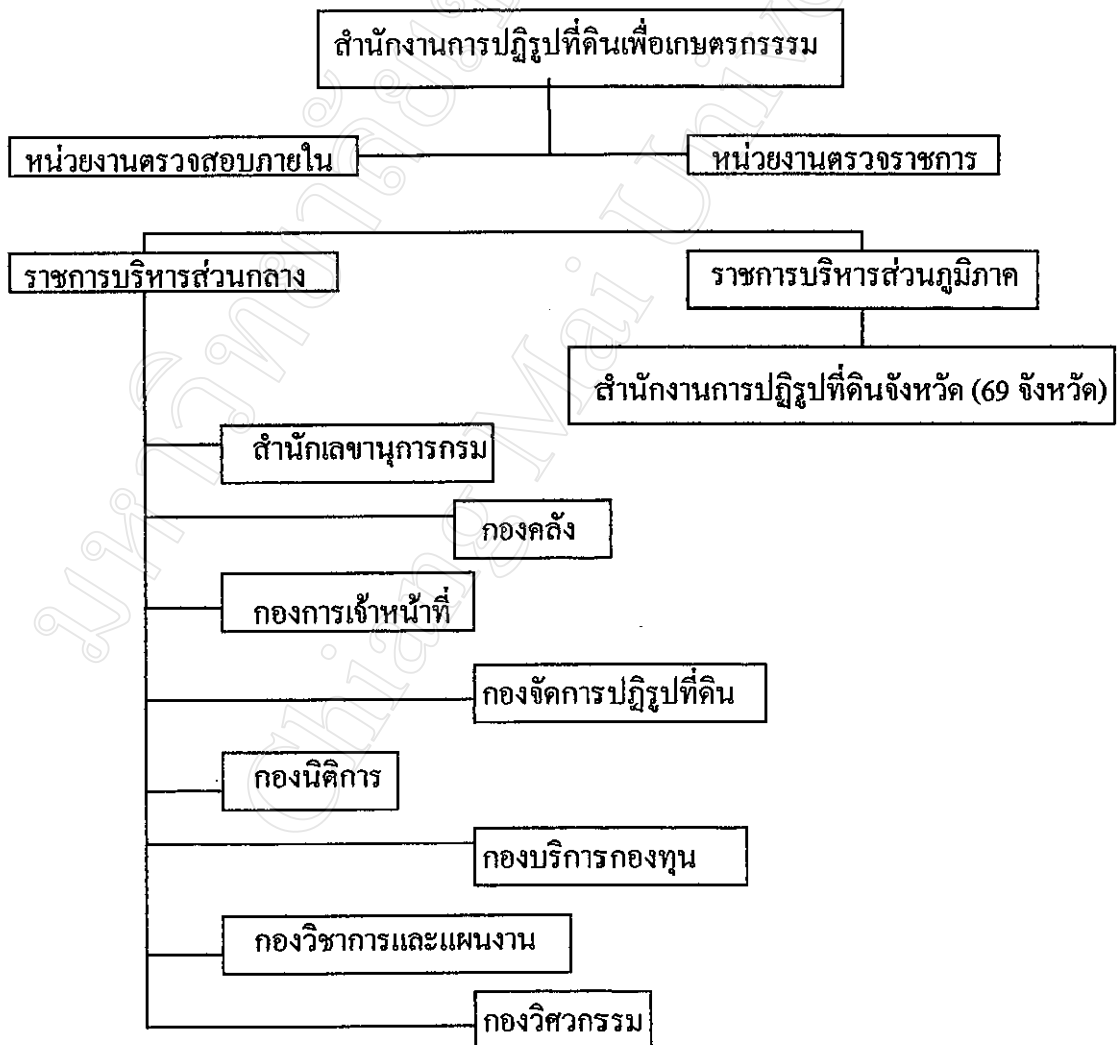 สำนักงานการปฏิรูปที่ดินเพื่อเกษตรกรรรม
หน่วยงานตรวจสอบภายใน
หน่วยงานตรวจราชการ
ราชการบริหารส่วนกลาง
ราชการบริหารส่วนภูมิภาค
สำนักงานการปฏิรูปที่ดินจังหวัด (69 จังหวัด)
สำนักเลขานุการกรม
กองคลัง
กองการเจ้าหน้าที่
กองจัดการปฏิรูปที่ดิน
กองนิติการ
กองบริการกองทุน
กองวิชาการและแผนงาน
กองวิศวกรรม
Chiang Mai